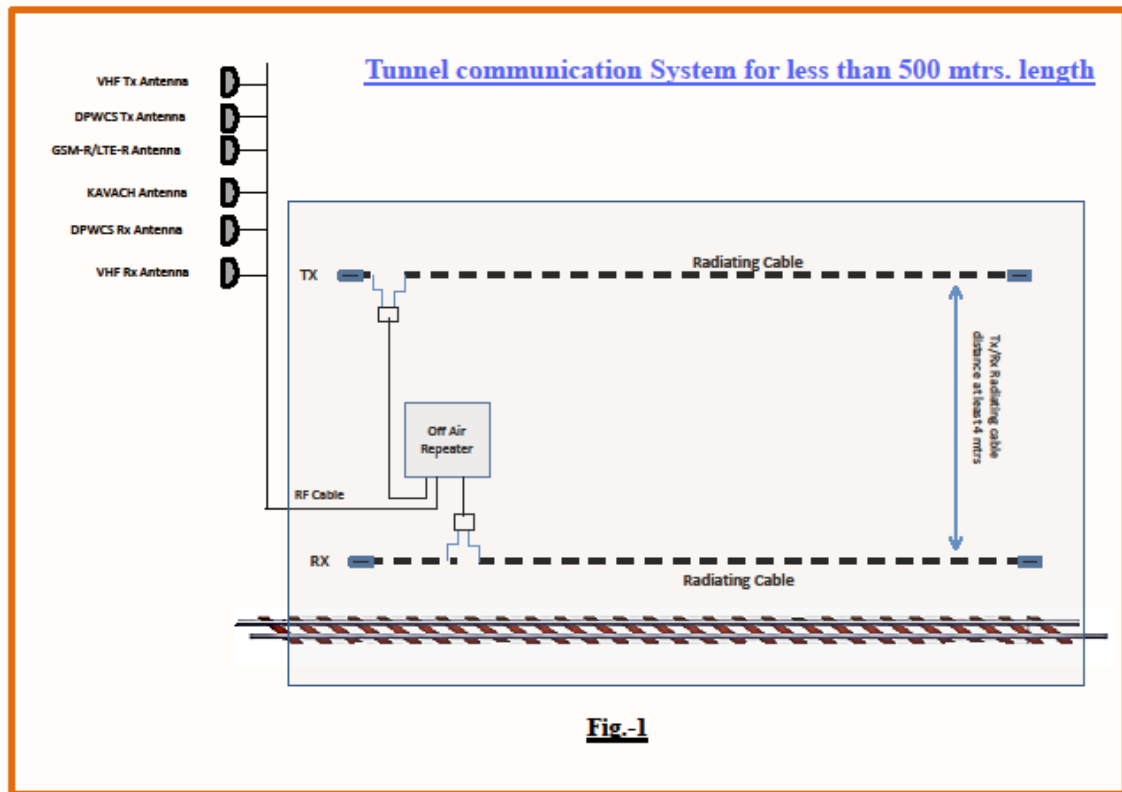 Tunnel communication System for less than 500 mtrs. length
VHF Tx Antenna
DPWCS Tx Antenna
GSM-R/LTE-R Antenna
KAVACH Antenna
DPWCS Rx Antenna
VHF Rx Antenna
TX
Radiating Cable
Tx/Rx Radiating cable
distance at least 4 mtrs
Off Air
Repeater
RF Cable
RX
Radiating Cable
Fig.-1